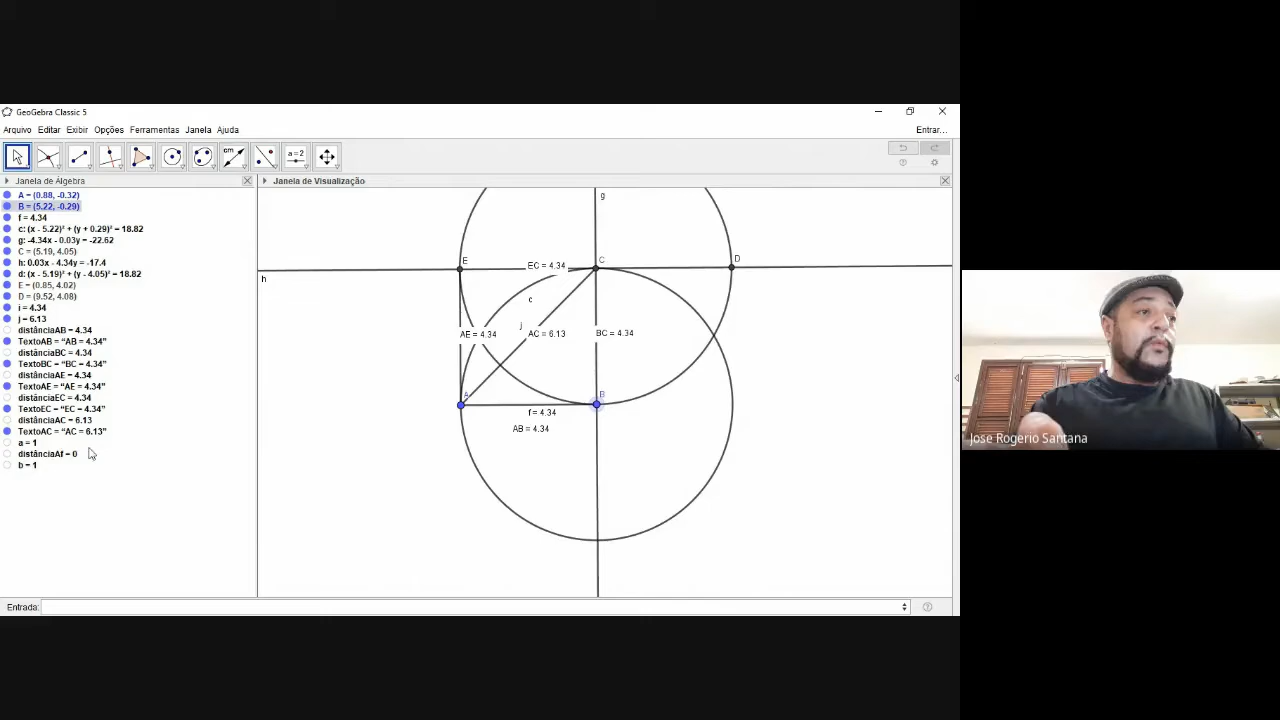 GeoGebra Classic 5
Arquivo Editar Exibir Opções Ferramentas Janela Ajuda
Entrar...
cm
a = 2
Janela de Álgebra
Janela de Visualização
A = (0.88, -0.32)
B = (5.22, -0.29)
f = 4.34
c: (x - 5.22)² + (y + 0.29)² = 18.82
g: -4.34x - 0.03y = -22.62
C = (5.19, 4.05)
h: 0.03x - 4.34y = -17.4
d: (x - 5.19)² + (y - 4.05)² = 18.82
E = (0.85, 4.02)
D = (9.52, 4.08)
i = 4.34
j = 6.13
distânciaAB = 4.34
TextoAB = “AB = 4.34”
distânciaBC = 4.34
TextoBC = “BC = 4.34”
distânciaAE = 4.34
TextoAE = “AE = 4.34”
distânciaEC = 4.34
TextoEC = “EC = 4.34”
distânciaAC = 6.13
TextoAC = “AC = 6.13”
a = 1
distânciaAf = 0
b = 1
g
E
EC = 4.34
C
D
h
c
j
AE = 4.34
AC = 6.13
BC = 4.34
A
B
f = 4.34
AB = 4.34
Entrada:
Jose Rogerio Santana